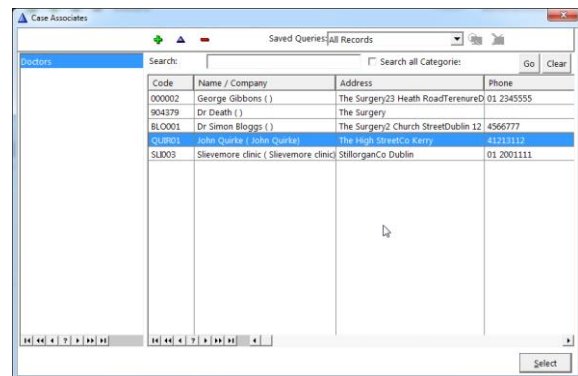 Case Associates
Saved Queries: All Records
Doctors
Search: Search all Categories: Go Clear
Code Name / Company Address Phone
000002 George Gibbons ( ) The Surgery23 Heath RoadTerenureD 01 2345555
904379 Dr Death ( ) The Surgery
BLO001 Dr Simon Bloggs ( ) The Surgery2 Church StreetDublin 12 4566777
QUIR01 John Quirke ( John Quirke) The High StreetCo Kerry 41213112
SLI003 Slievemore clinic ( Slievemore clinic) StillorganCo Dublin 01 2001111
Select